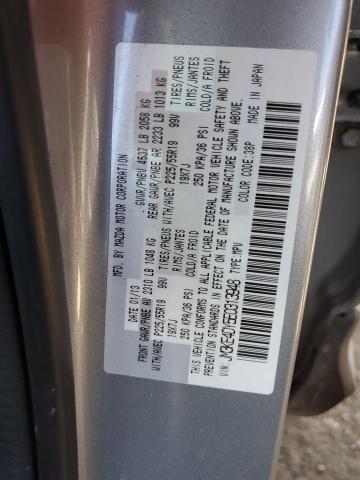 MFD. BY MAZDA MOTOR CORPORATION
DATE 01/13 GVWR/PNBV 4537 LB 2058 KG
FRONT GAWR/PNBE AV 2310 LB 1048 KG REAR GAWR/PNBE AR 2233 LB 1013 KG
WITH/AVEC P225/55R19 99V TIRES/PNEUS WITH/AVEC P225/55R19 99V TIRES/PNEUS
19X7J RIMS/JANTES 19X7J RIMS/JANTES
250 KPA/36 PSI COLD/A FROID 250 KPA/36 PSI COLD/A FROID
THIS VEHICLE CONFORMS TO ALL APPLICABLE FEDERAL MOTOR VEHICLE SAFETY AND THEFT
PREVENTION STANDARDS IN EFFECT ON THE DATE OF MANUFACTURE SHOWN ABOVE.
V.I.N. TYPE:MPV COLOR CODE:38P MADE IN JAPAN